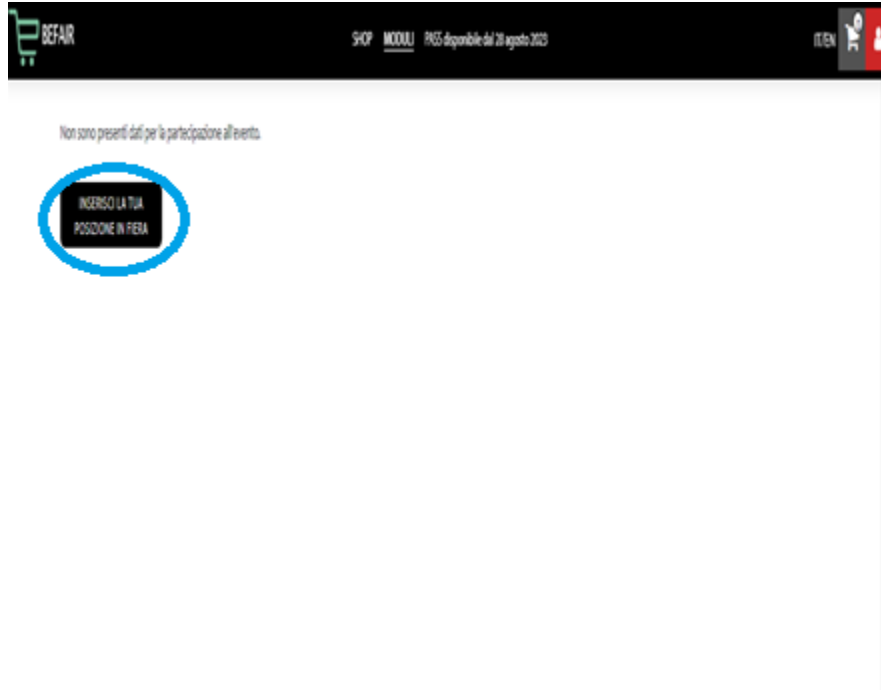 BEFAIR
SHOP MODULI PASS disponibile dal 28 agosto 2023
IT/EN
0
Non sono presenti dati per la partecipazione all'evento.
INSERISCI LA TUA
POSIZIONE IN FIERA